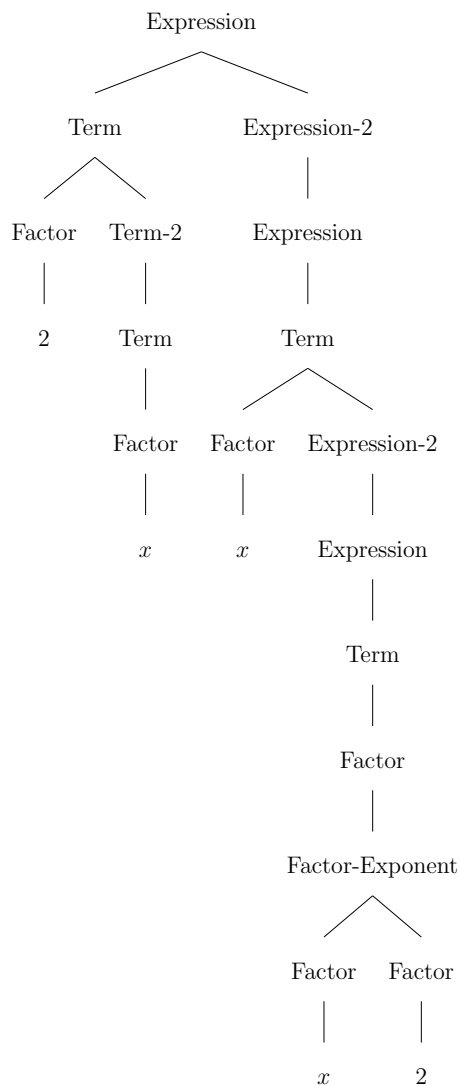 Expression
Term Expression-2
Factor Term-2 Expression
2 Term Term
Factor Factor Expression-2
x x Expression
Term
Factor
Factor-Exponent
Factor Factor
x 2